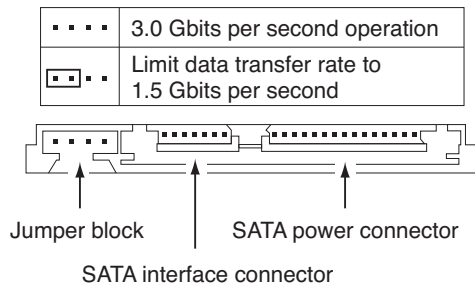 3.0 Gbits per second operation
Limit data transfer rate to
1.5 Gbits per second
Jumper block
SATA power connector
SATA interface connector